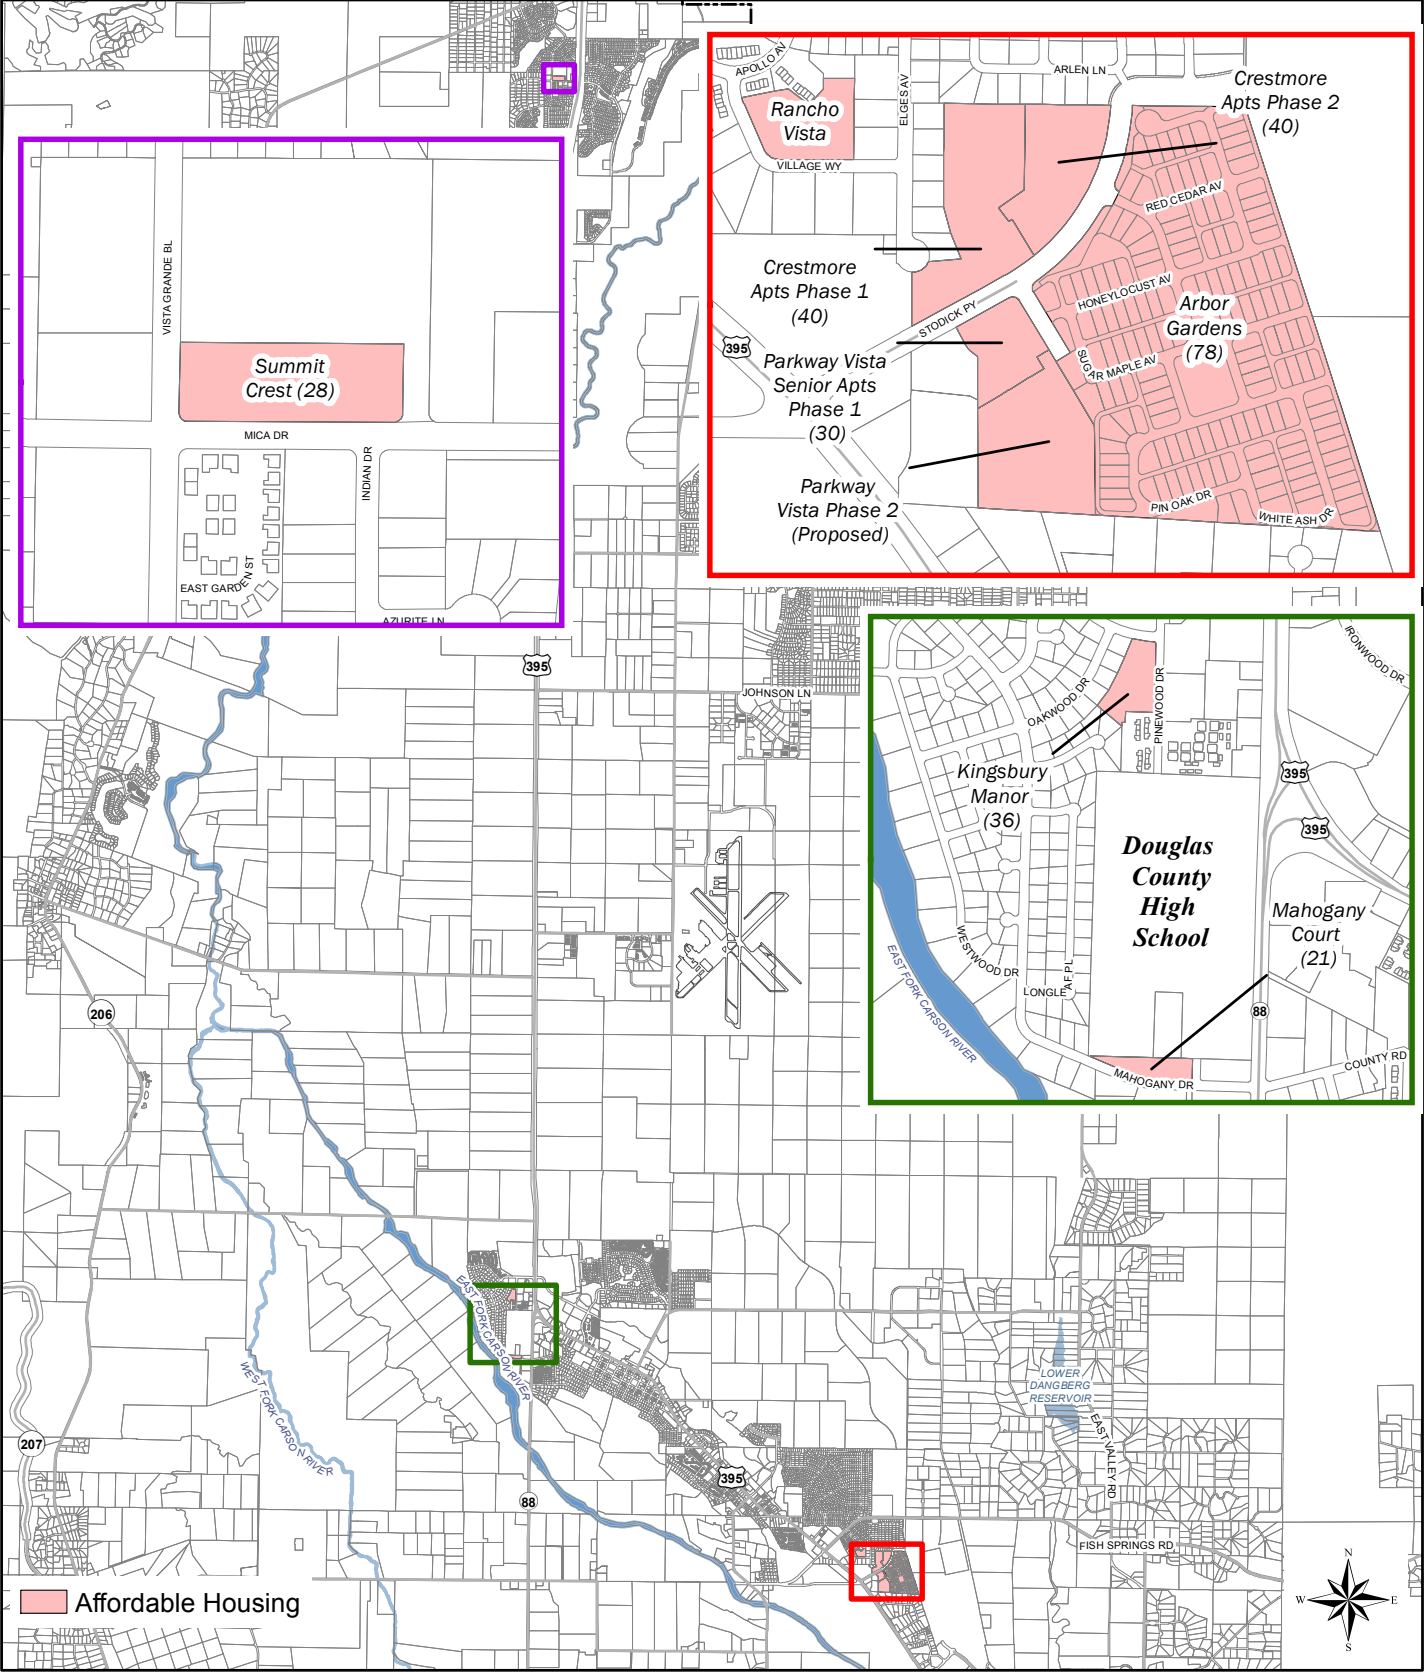 VISTA GRANDE BL
Summit
Crest (28)
MICA DR
INDIAN DR
EAST GARDEN ST
AZURITE LN
APOLLO AV
Rancho
Vista
VILLAGE WY
ELGES AV
ARLEN LN
Crestmore
Apts Phase 2
(40)
RED CEDAR AV
Crestmore
Apts Phase 1
(40)
STODICK PY
HONEYLOCUST AV
Arbor
Gardens
(78)
SUGAR MAPLE AV
395
Parkway Vista
Senior Apts
Phase 1
(30)
Parkway
Vista Phase 2
(Proposed)
PIN OAK DR
WHITE ASH DR
395
JOHNSON LN
IRONWOOD DR
OAKWOOD DR
PINEWOOD DR
Kingsbury
Manor
(36)
395
395
Douglas
County
High
School
Mahogany
Court
(21)
WESTWOOD DR
LONGLEAF PL
EAST FORK CARSON RIVER
88
MAHOGANY DR
COUNTY RD
206
EAST FORK CARSON RIVER
WEST FORK CARSON RIVER
LOWER
DANGBERG
RESERVOIR
EAST VALLEY RD
207
395
88
FISH SPRINGS RD
Affordable Housing
N
W
E
S